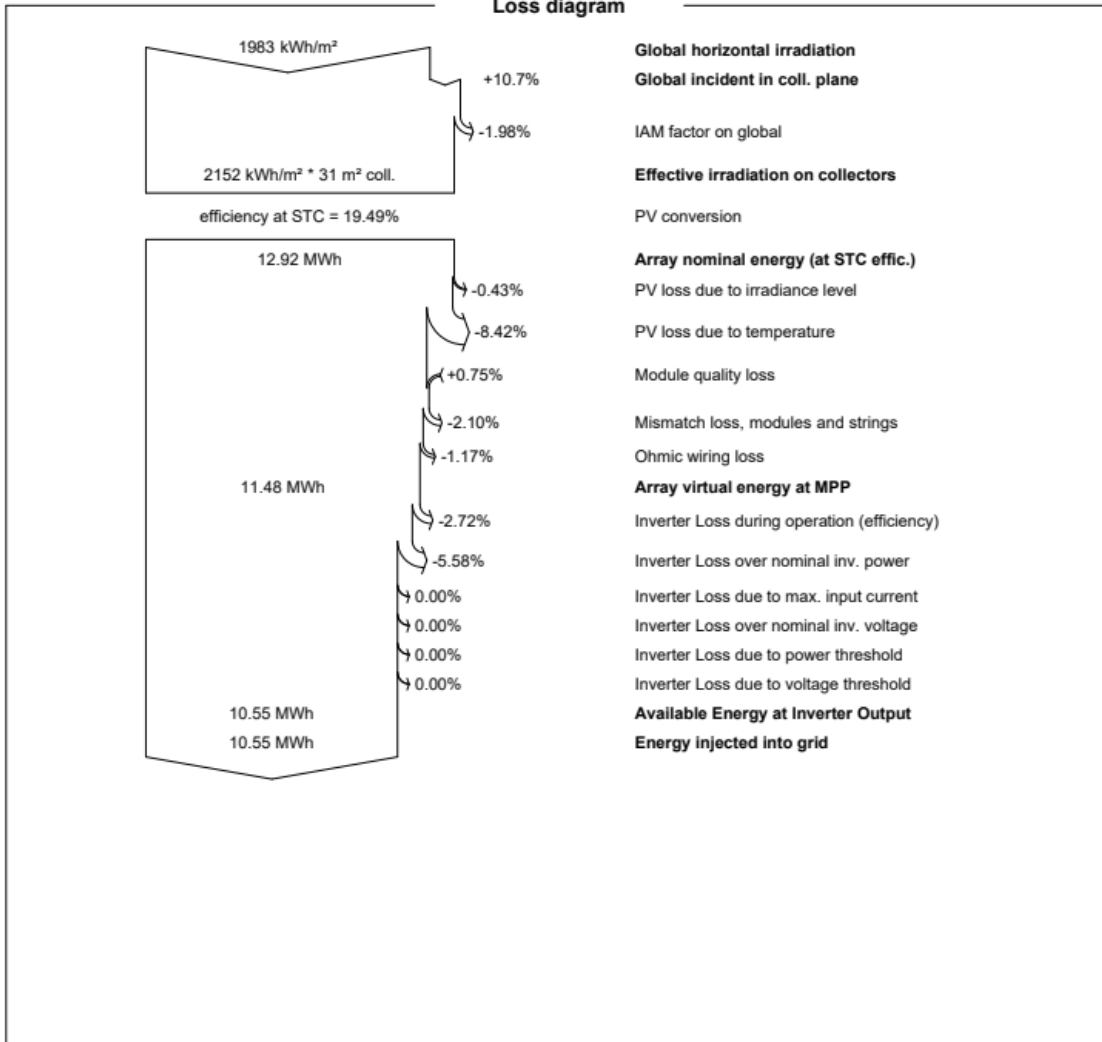 Loss diagram
1983 kWh/m² Global horizontal irradiation
+10.7% Global incident in coll. plane
-1.98% IAM factor on global
2152 kWh/m² * 31 m² coll. Effective irradiation on collectors
efficiency at STC = 19.49% PV conversion
12.92 MWh Array nominal energy (at STC effic.)
-0.43% PV loss due to irradiance level
-8.42% PV loss due to temperature
+0.75% Module quality loss
-2.10% Mismatch loss, modules and strings
-1.17% Ohmic wiring loss
11.48 MWh Array virtual energy at MPP
-2.72% Inverter Loss during operation (efficiency)
-5.58% Inverter Loss over nominal inv. power
0.00% Inverter Loss due to max. input current
0.00% Inverter Loss over nominal inv. voltage
0.00% Inverter Loss due to power threshold
0.00% Inverter Loss due to voltage threshold
10.55 MWh Available Energy at Inverter Output
10.55 MWh Energy injected into grid